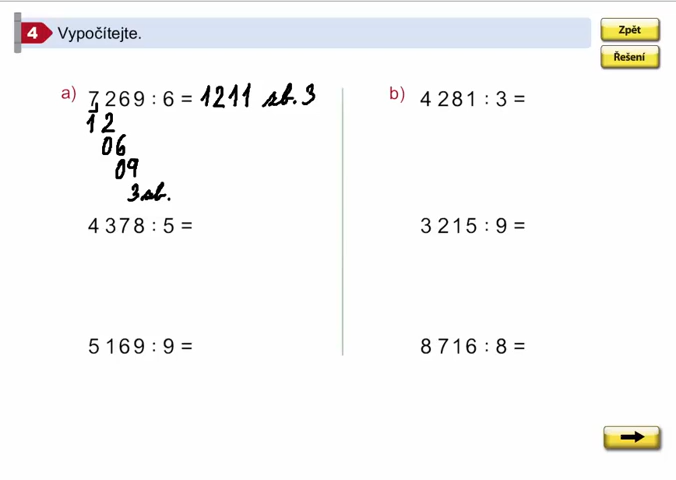 4 Vypočítejte.
Zpět
Řešení
a) 7 269 : 6 = 1211 zb. 3
12
06
09
3 zb.
4 378 : 5 =
5 169 : 9 =
b) 4 281 : 3 =
3 215 : 9 =
8 716 : 8 =